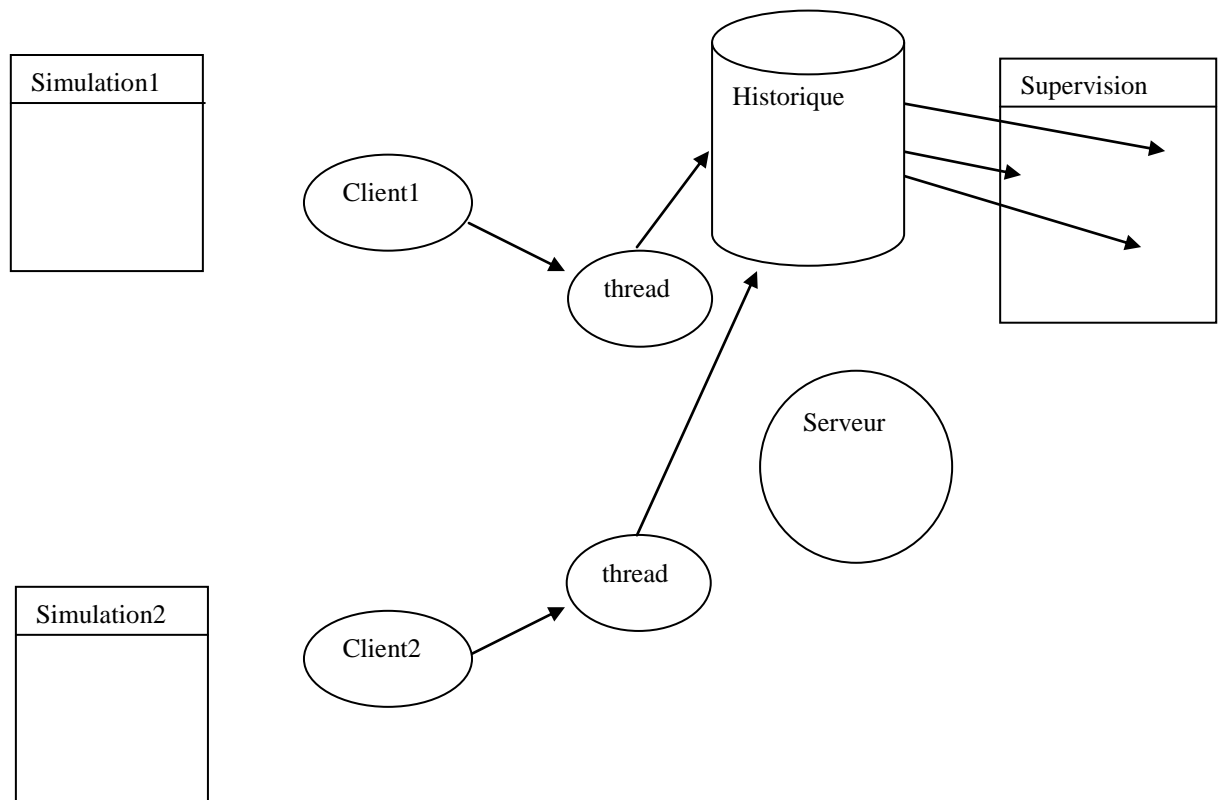 Simulation1
Historique
Supervision
Client1
thread
Serveur
thread
Simulation2
Client2